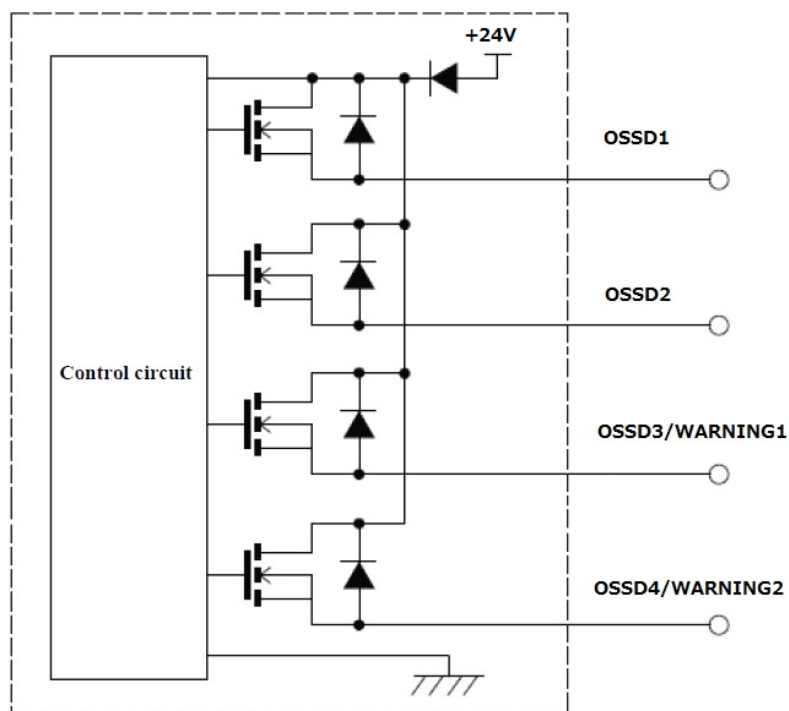 +24V
OSSD1
OSSD2
Control circuit
OSSD3/WARNING1
OSSD4/WARNING2